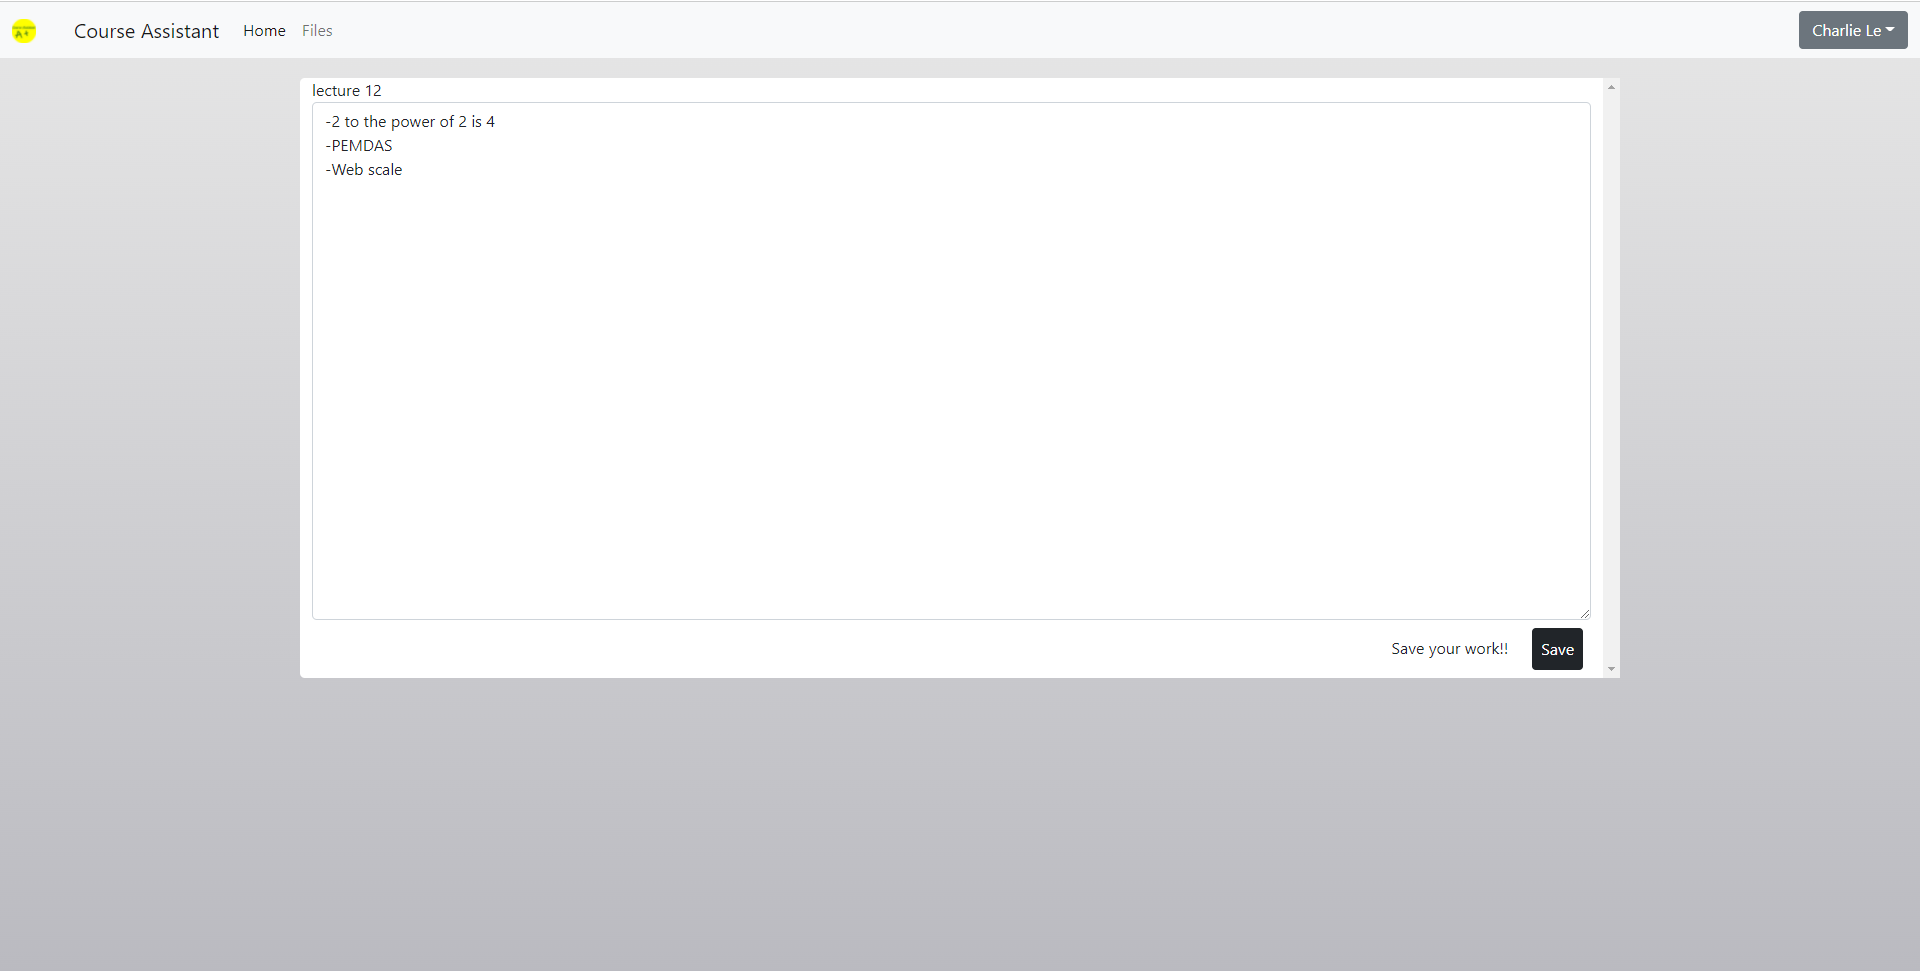 Course Assistant Home Files Charlie Le
lecture 12
-2 to the power of 2 is 4
-PEMDAS
-Web scale
Save your work!! Save